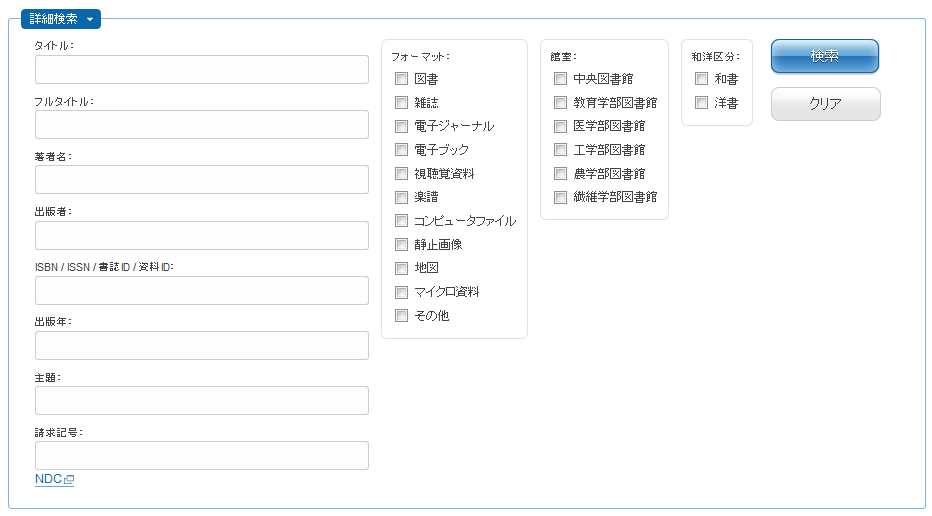 詳細検索
タイトル:
フルタイトル:
著者名:
出版者:
ISBN / ISSN / 書誌ID / 資料ID:
出版年:
主題:
請求記号:
NDC
フォーマット:
図書
雑誌
電子ジャーナル
電子ブック
視聴覚資料
楽譜
コンピュータファイル
静止画像
地図
マイクロ資料
その他
館室:
中央図書館
教育学部図書館
医学部図書館
工学部図書館
農学部図書館
繊維学部図書館
和洋区分:
和書
洋書
検索
クリア